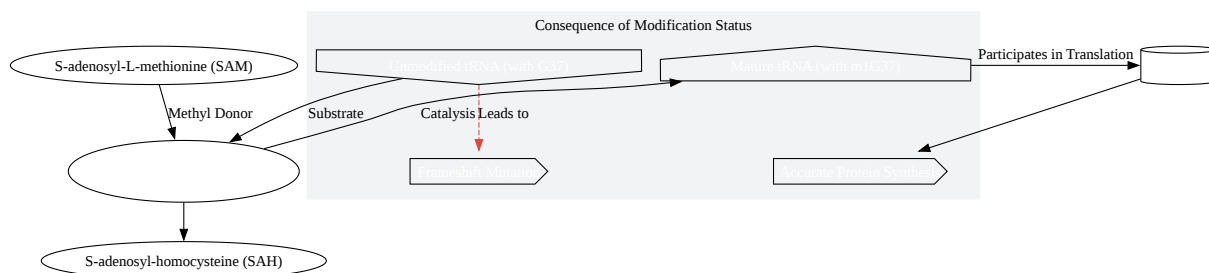 Consequence of Modification Status
S-adenosyl-L-methionine (SAM)
Unmodified tRNA (with G37)
Mature tRNA (with m1G37)
Participates in Translation
Methyl Donor
Substrate
Catalysis
Leads to
Frameshift Mutation
Accurate Protein Synthesis
S-adenosyl-homocysteine (SAH)